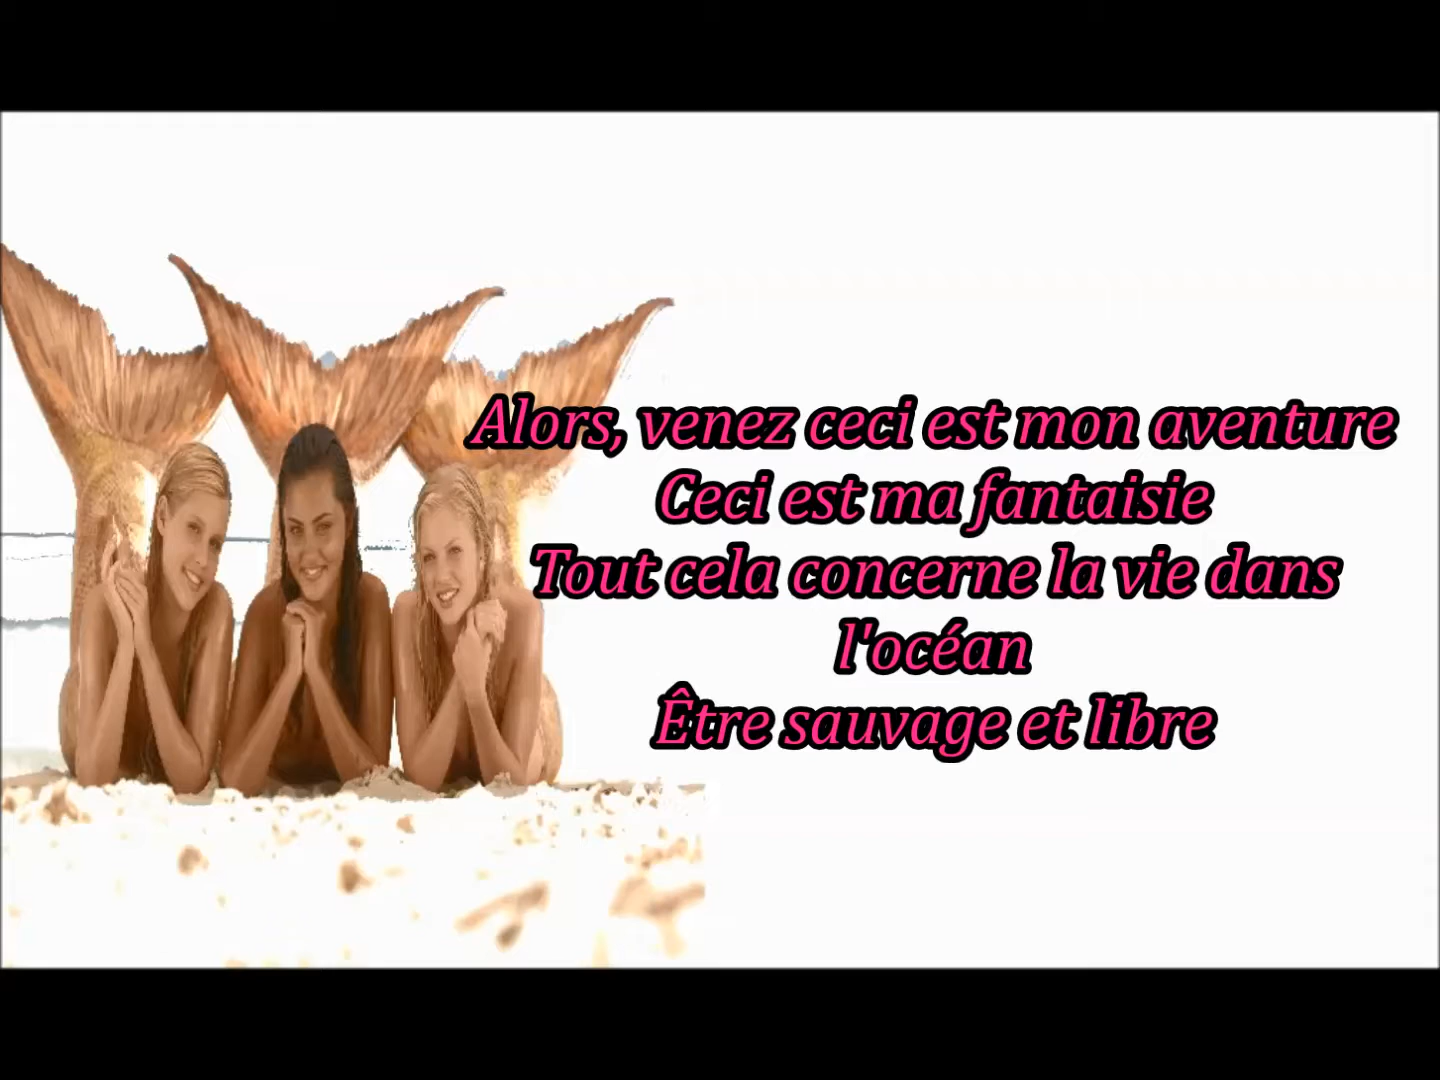 Alors, venez ceci est mon aventure
Ceci est ma fantaisie
Tout cela concerne la vie dans
l'océan
Être sauvage et libre